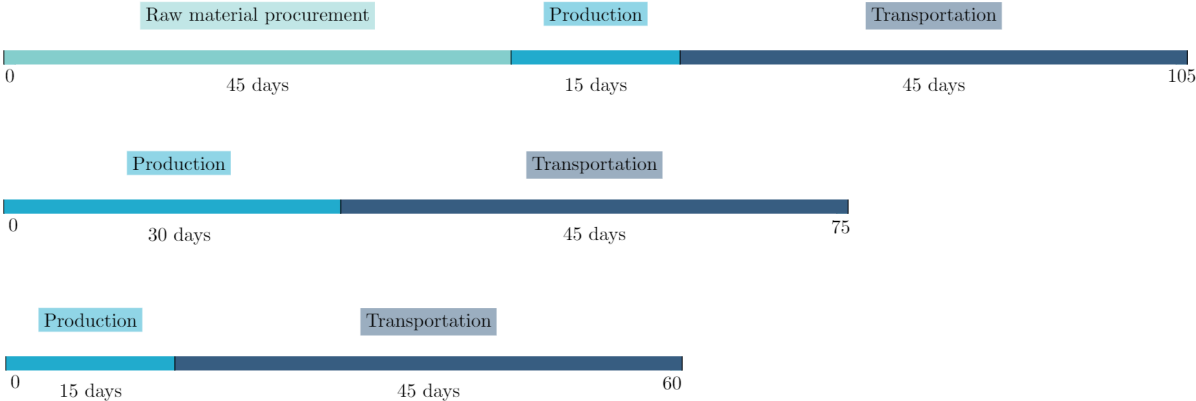 Raw material procurement Production Transportation
0 45 days 15 days 45 days 105
Production Transportation
0 30 days 45 days 75
Production Transportation
0 15 days 45 days 60